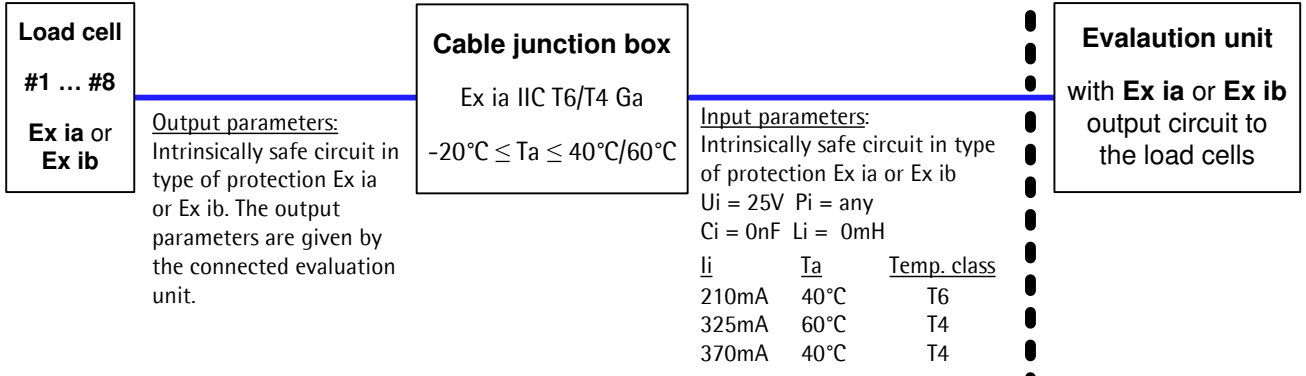 Load cell
#1 … #8
Ex ia or
Ex ib
Output parameters:
Intrinsically safe circuit in
type of protection Ex ia
or Ex ib. The output
parameters are given by
the connected evaluation
unit.
Cable junction box
Ex ia IIC T6/T4 Ga
-20°C ≤ Ta ≤ 40°C/60°C
Input parameters:
Intrinsically safe circuit in type
of protection Ex ia or Ex ib
Ui = 25V Pi = any
Ci = 0nF Li = 0mH
Ii Ta Temp. class
210mA 40°C T6
325mA 60°C T4
370mA 40°C T4
Evalaution unit
with Ex ia or Ex ib
output circuit to
the load cells